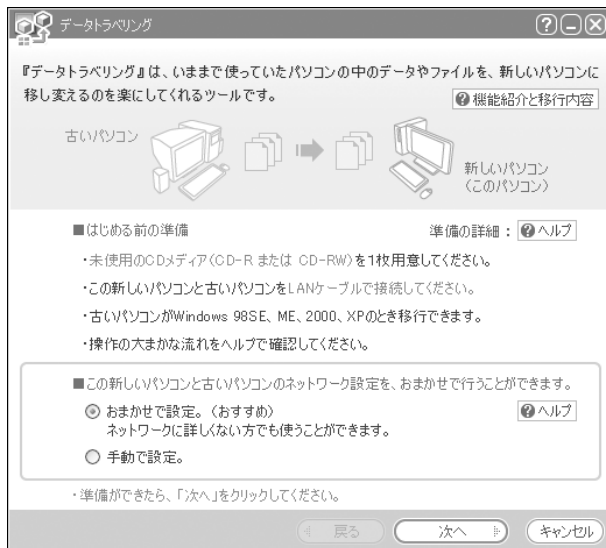 データトラベリング
『データトラベリング』は、いままで使っていたパソコンの中のデータやファイルを、新しいパソコンに
移し変えるのを楽にしてくれるツールです。
機能紹介と移行内容
古いパソコン
新しいパソコン
(このパソコン)
■はじめる前の準備
準備の詳細：
ヘルプ
・未使用のCDメディア(CD-R または CD-RW)を1枚用意してください。
・この新しいパソコンと古いパソコンをLANケーブルで接続してください。
・古いパソコンがWindows 98SE、ME、2000、XPのとき移行できます。
・操作の大まかな流れをヘルプで確認してください。
■この新しいパソコンと古いパソコンのネットワーク設定を、おまかせで行うことができます。
おまかせで設定。(おすすめ)
ヘルプ
ネットワークに詳しくない方でも使うことができます。
手動で設定。
・準備ができたら、「次へ」をクリックしてください。
戻る
次へ
キャンセル